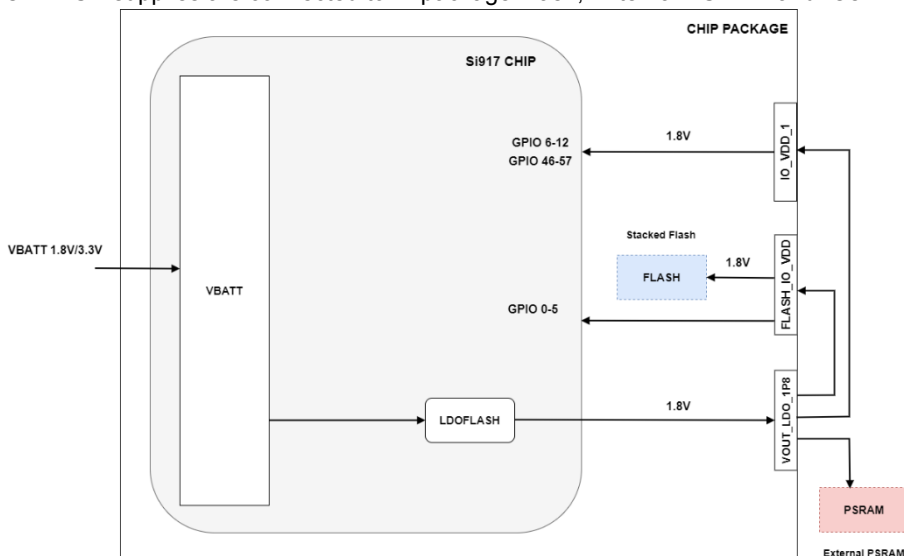 CHIP PACKAGE
Si917 CHIP
1.8V
IO_VDD_1
GPIO 6-12
GPIO 46-57
Stacked Flash
VBATT 1.8V/3.3V
1.8V
FLASH
FLASH_IO_VDD
VBATT
GPIO 0-5
1.8V
LDOFLASH
VOUT_LDO_1P8
PSRAM
External PSRAM